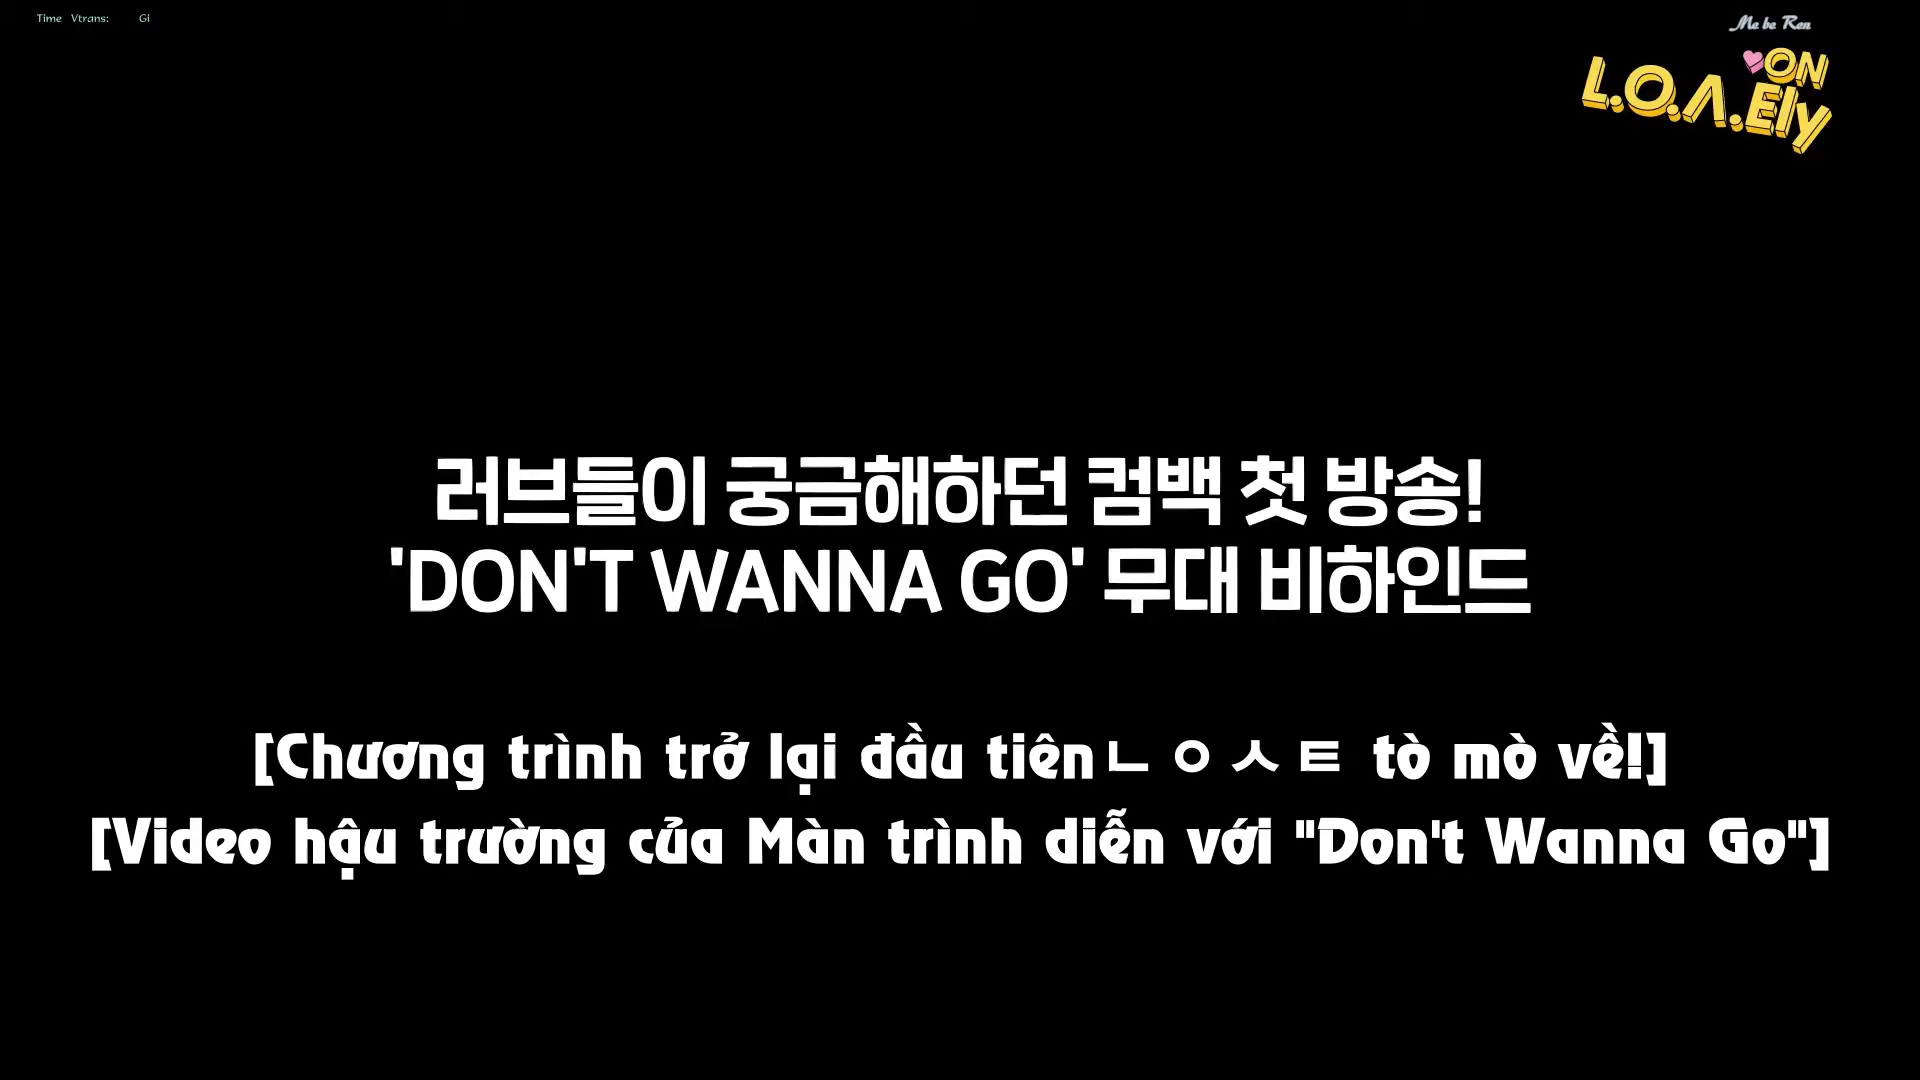 Time Vtrans: Gi
Me be Ren
ON
L.O.Λ.Ely
러브들이 궁금해하던 컴백 첫 방송!
'DON'T WANNA GO' 무대 비하인드
[Chương trình trở lại đầu tiênㄴㅇㅅㅌ tò mò về!]
[Video hậu trường của Màn trình diễn với "Don't Wanna Go"]